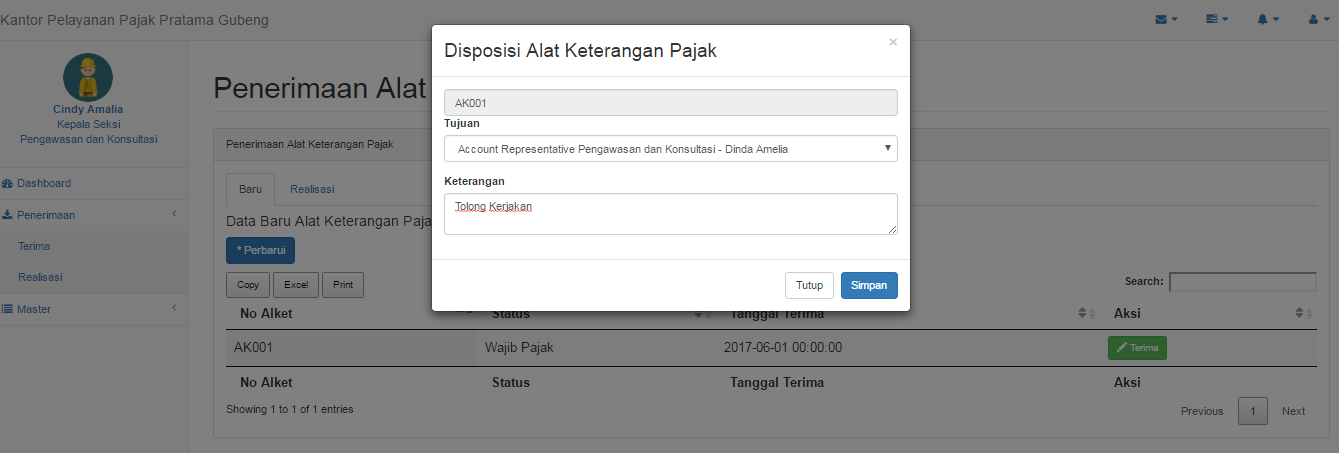 Kantor Pelayanan Pajak Pratama Gubeng
Cindy Amalia
Kepala Seksi
Pengawasan dan Konsultasi
Dashboard
Penerimaan
Terima
Realisasi
Master
Penerimaan Alat
Penerimaan Alat Keterangan Pajak
Baru Realisasi
Data Baru Alat Keterangan Paja
* Perbarui
Copy Excel Print
Search:
No Alket Status Tanggal Terima Aksi
AK001 Wajib Pajak 2017-06-01 00:00:00 Terima
No Alket Status Tanggal Terima Aksi
Showing 1 to 1 of 1 entries
Previous 1 Next
Disposisi Alat Keterangan Pajak
×
AK001
Tujuan
Account Representative Pengawasan dan Konsultasi - Dinda Amelia
Keterangan
Tolong Kerjakan
Tutup Simpan